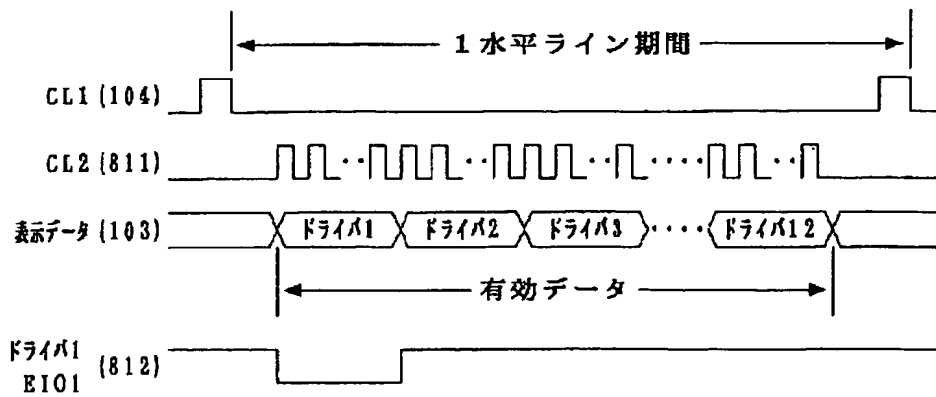 1水平ライン期間
CL1(104)
CL2(811)
表示データ(103) ドライバ1 ドライバ2 ドライバ3 ‥‥ ドライバ12
有効データ
ドライバ1
EIO1 (812)